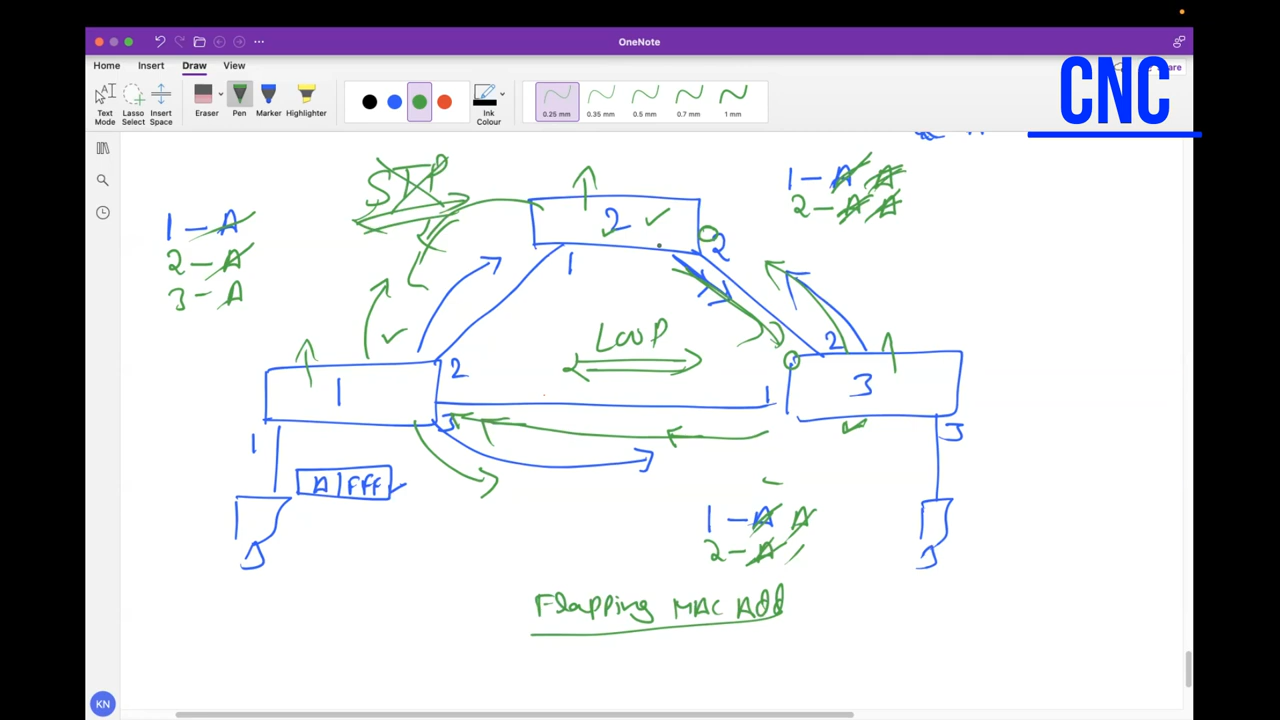 OneNote
Home Insert Draw View
CNC
Text Mode
Lasso Select
Insert Space
Eraser
Pen
Marker
Highlighter
Ink Colour
0.25 mm
0.35 mm
0.5 mm
0.7 mm
1 mm
STP
1 - A
2 - A
3 - A
1 - A A
2 - A A
2
1
2
LOOP
1
2
3
1
3
1
2
3
A | FFF
1 - A A
2 - A
Flapping MAC Add
KN